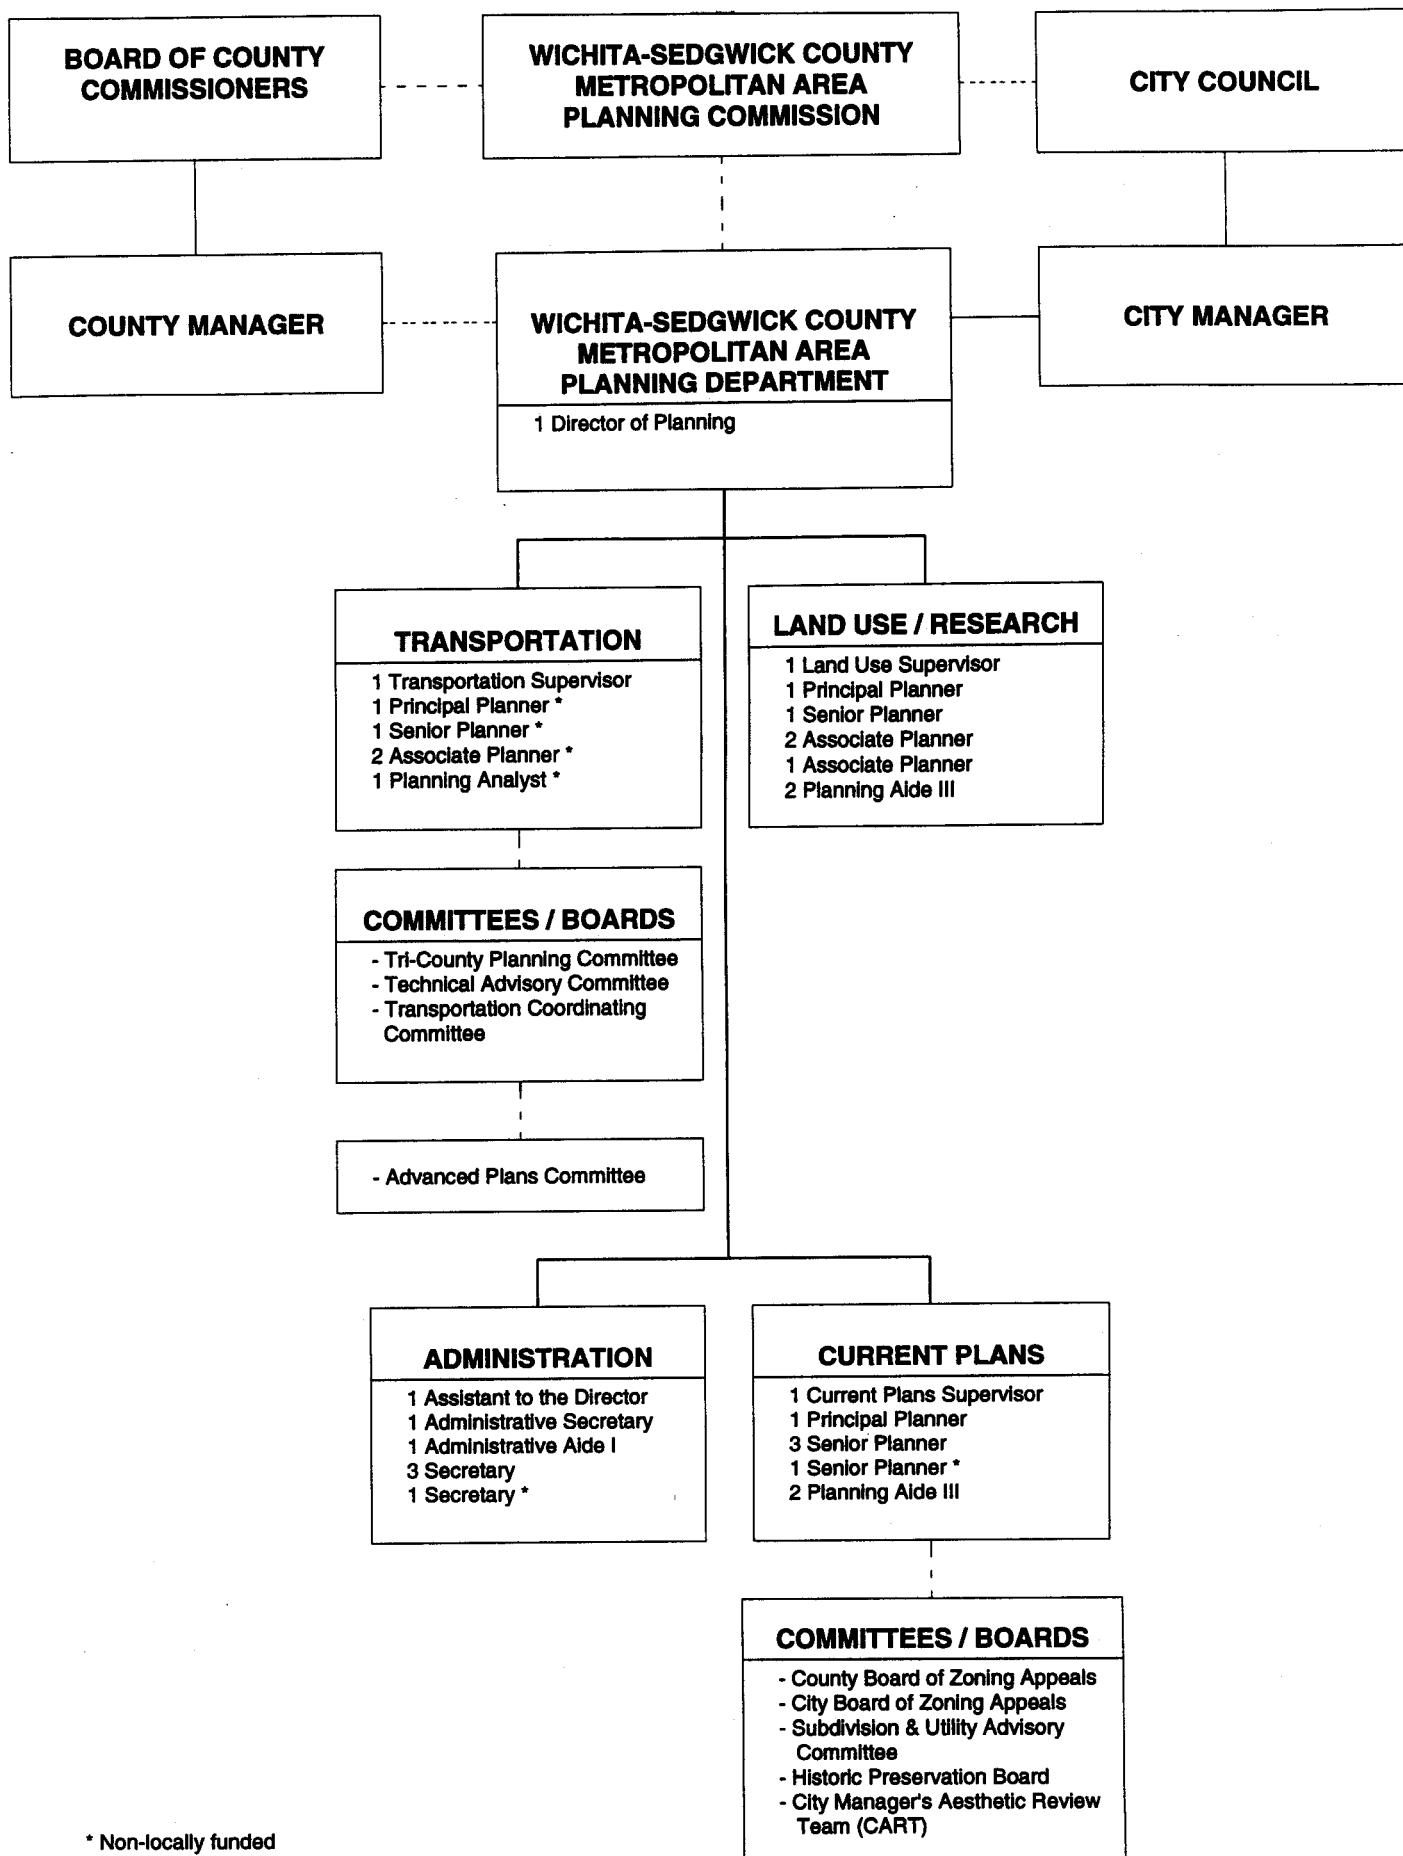 BOARD OF COUNTY
COMMISSIONERS
WICHITA-SEDGWICK COUNTY
METROPOLITAN AREA
PLANNING COMMISSION
CITY COUNCIL
COUNTY MANAGER
WICHITA-SEDGWICK COUNTY
METROPOLITAN AREA
PLANNING DEPARTMENT
1 Director of Planning
CITY MANAGER
TRANSPORTATION
1 Transportation Supervisor
1 Principal Planner *
1 Senior Planner *
2 Associate Planner *
1 Planning Analyst *
LAND USE / RESEARCH
1 Land Use Supervisor
1 Principal Planner
1 Senior Planner
2 Associate Planner
1 Associate Planner
2 Planning Aide III
COMMITTEES / BOARDS
- Tri-County Planning Committee
- Technical Advisory Committee
- Transportation Coordinating
Committee
- Advanced Plans Committee
ADMINISTRATION
1 Assistant to the Director
1 Administrative Secretary
1 Administrative Aide I
3 Secretary
1 Secretary *
CURRENT PLANS
1 Current Plans Supervisor
1 Principal Planner
3 Senior Planner
1 Senior Planner *
2 Planning Aide III
COMMITTEES / BOARDS
- County Board of Zoning Appeals
- City Board of Zoning Appeals
- Subdivision & Utility Advisory
Committee
- Historic Preservation Board
- City Manager's Aesthetic Review
Team (CART)
* Non-locally funded